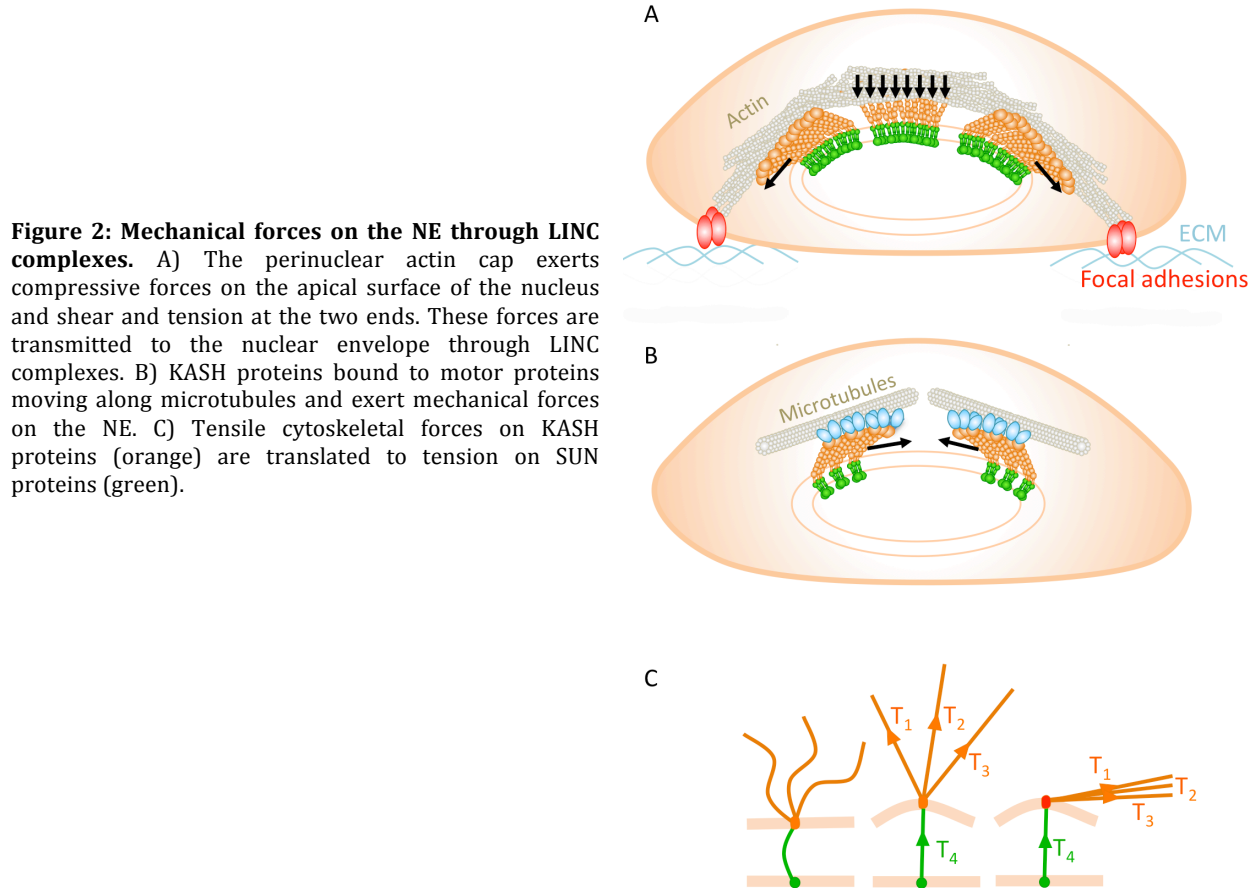 Figure 2: Mechanical forces on the NE through LINC
complexes. A) The perinuclear actin cap exerts
compressive forces on the apical surface of the nucleus
and shear and tension at the two ends. These forces are
transmitted to the nuclear envelope through LINC
complexes. B) KASH proteins bound to motor proteins
moving along microtubules and exert mechanical forces
on the NE. C) Tensile cytoskeletal forces on KASH
proteins (orange) are translated to tension on SUN
proteins (green).
A
Actin
ECM
Focal adhesions
B
Microtubules
C
T₁
T₂
T₃
T₄
T₁
T₂
T₃
T₄